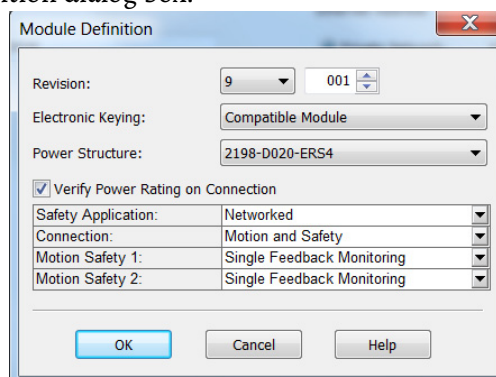 ition dialog box.
Module Definition
Revision: 9 001
Electronic Keying: Compatible Module
Power Structure: 2198-D020-ERS4
Verify Power Rating on Connection
Safety Application: Networked
Connection: Motion and Safety
Motion Safety 1: Single Feedback Monitoring
Motion Safety 2: Single Feedback Monitoring
OK Cancel Help